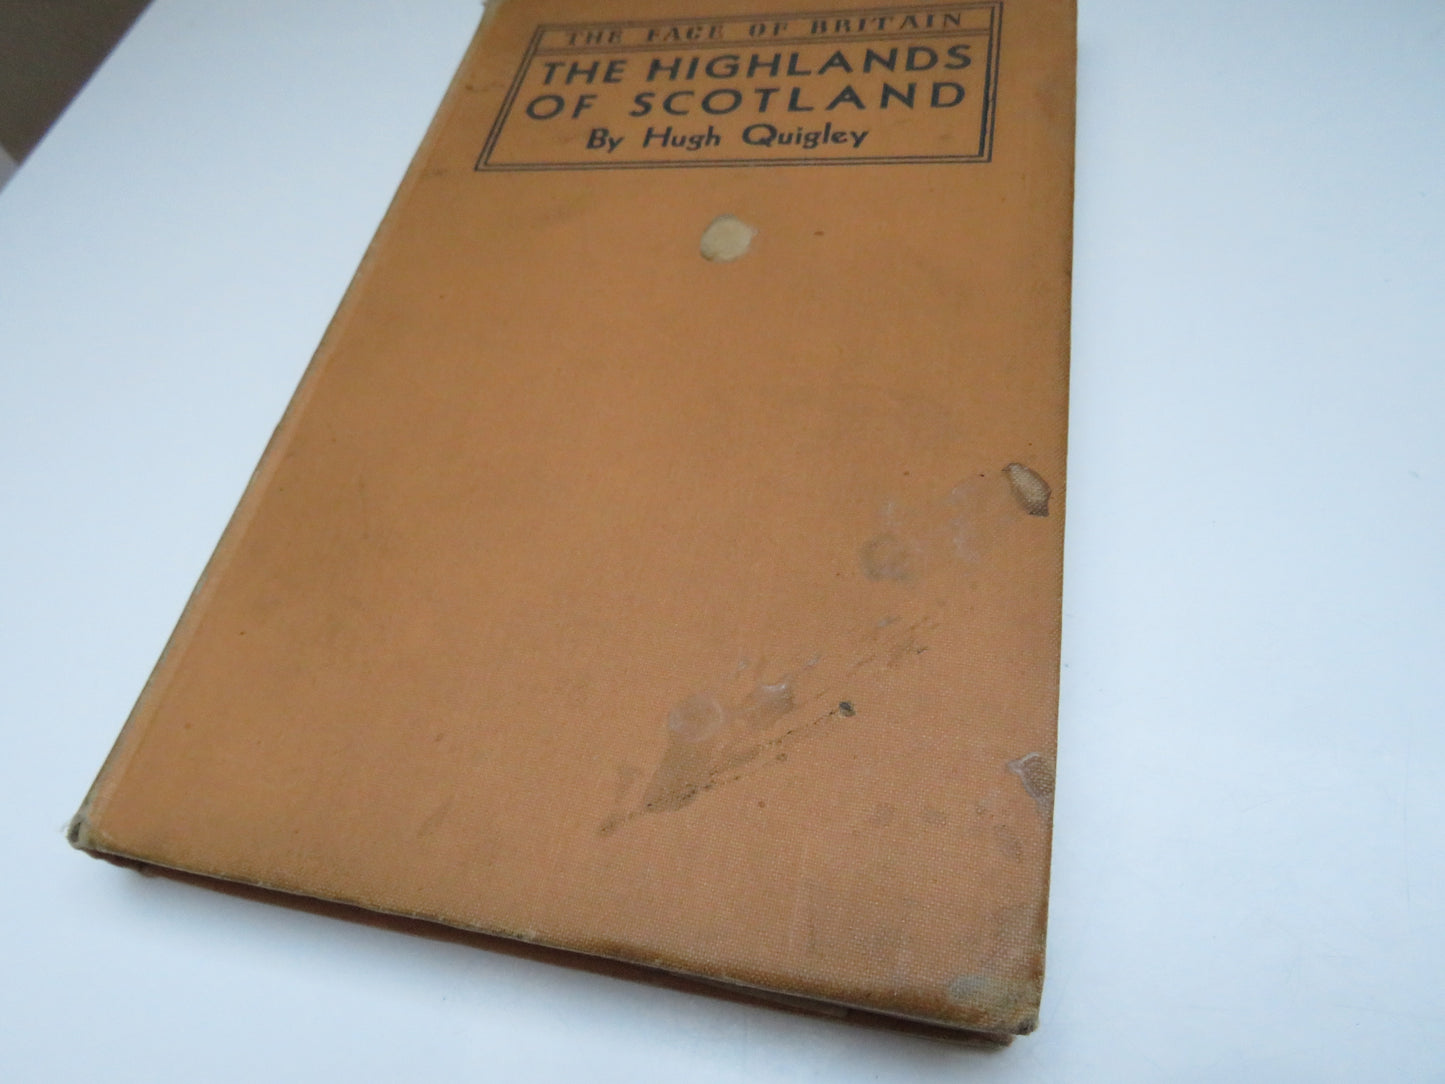 THE FACE OF BRITAIN
THE HIGHLANDS
OF SCOTLAND
By Hugh Quigley